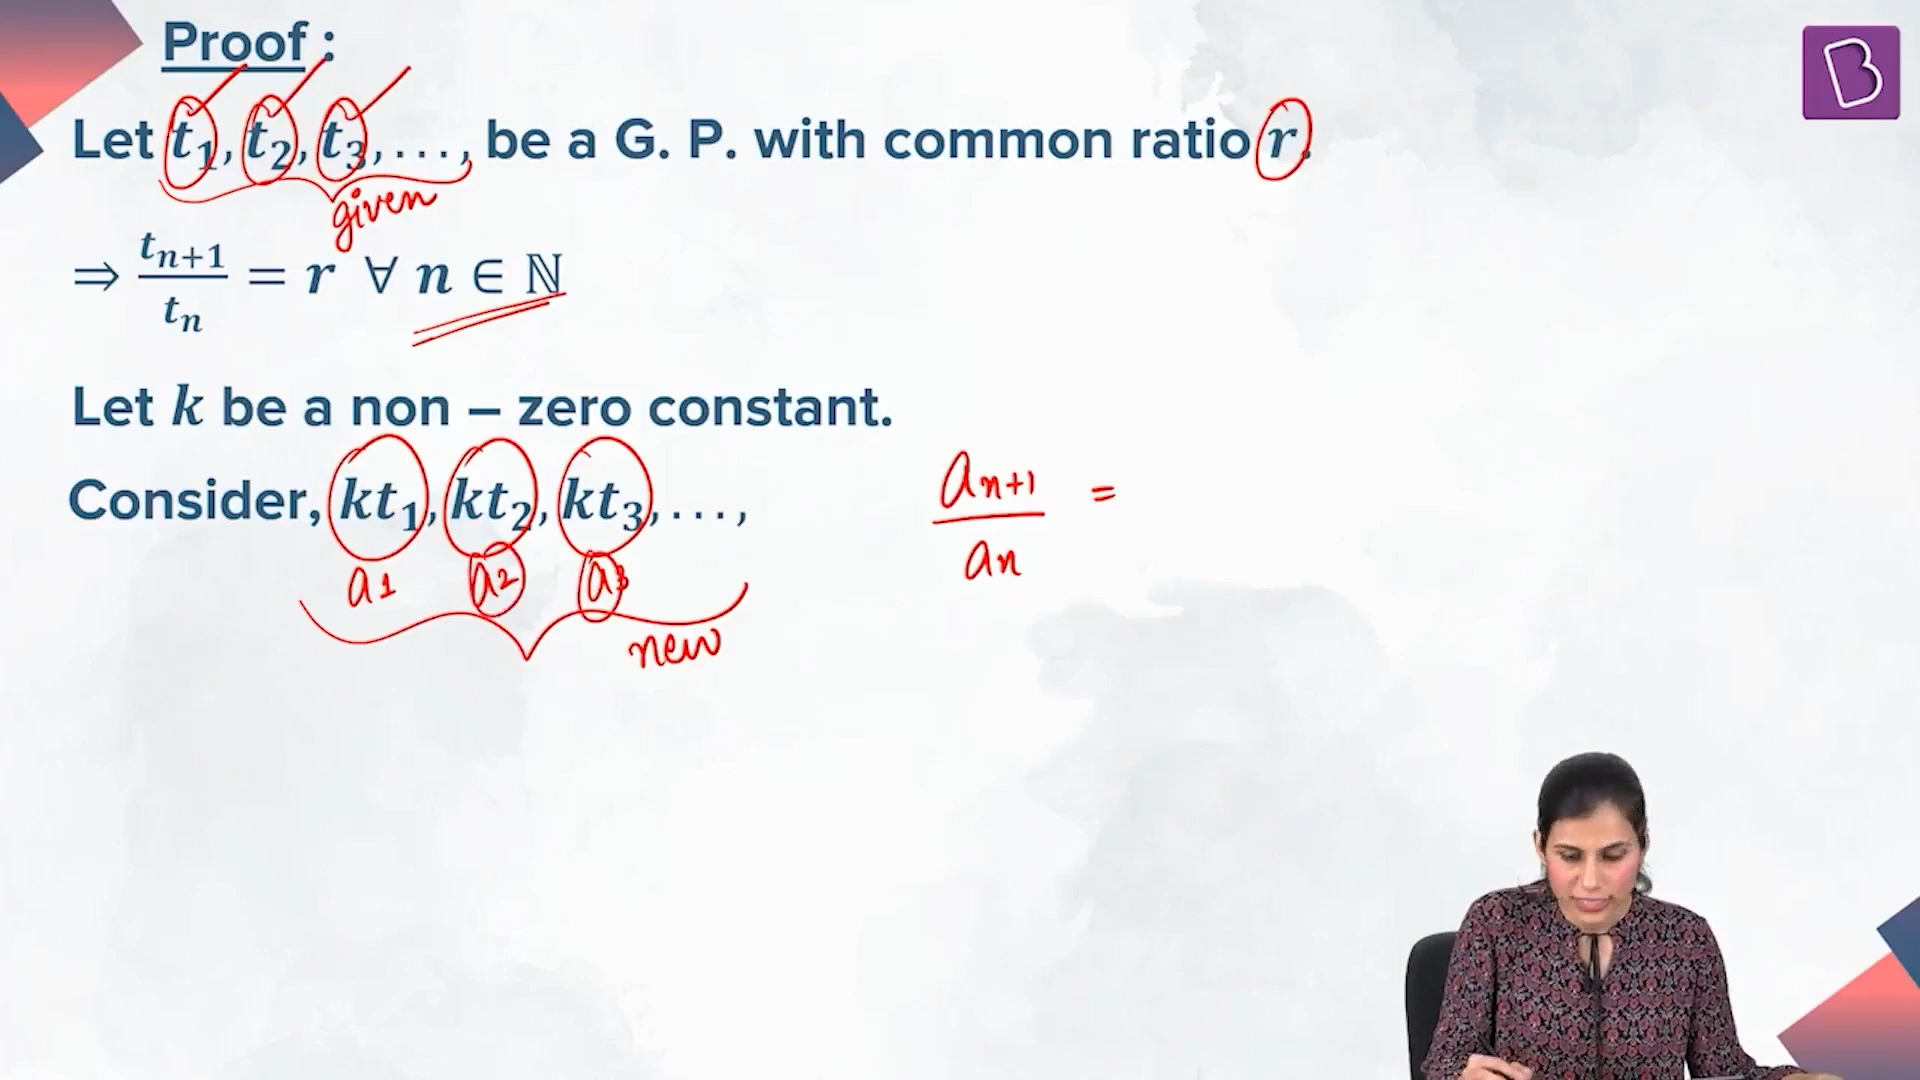 Proof :
Let t₁, t₂, t₃, ..., be a G. P. with common ratio r.
given
⇒ tₙ₊₁/tₙ = r ∀ n ∈ ℕ
Let k be a non – zero constant.
Consider, kt₁, kt₂, kt₃, ...,
a1 a2 a3
new
aₙ₊₁/aₙ =